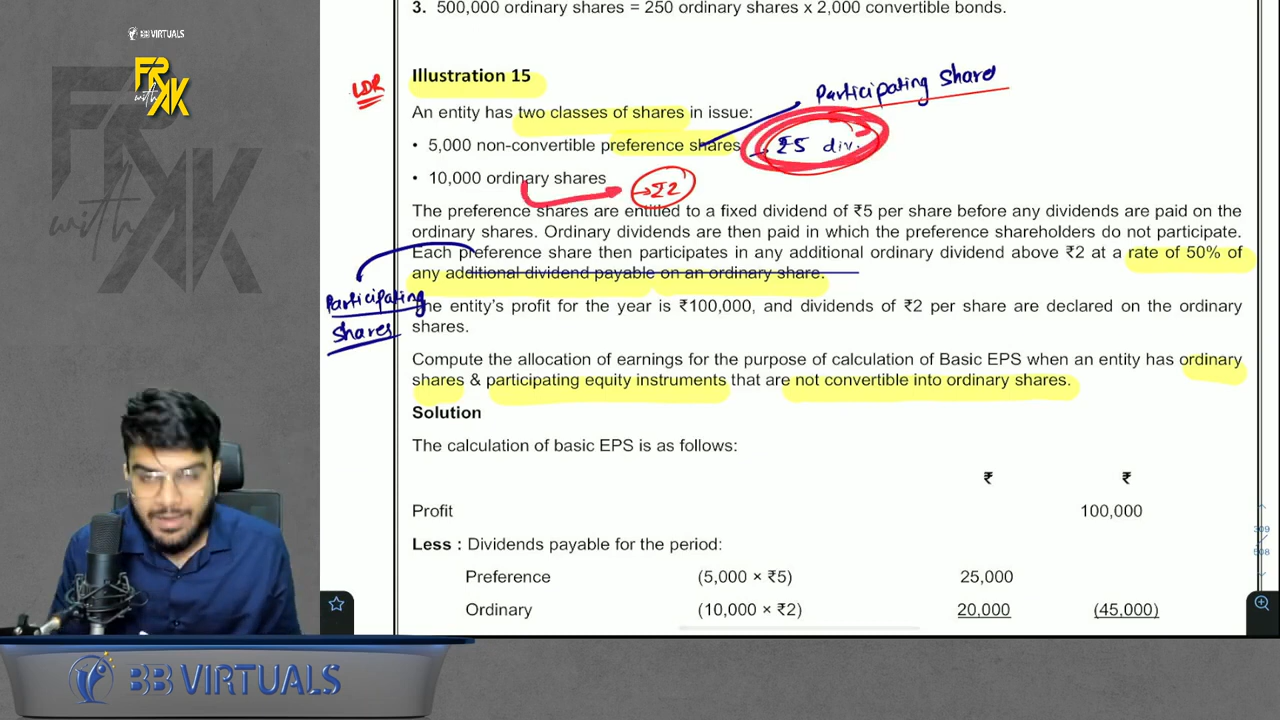 3. 500,000 ordinary shares = 250 ordinary shares x 2,000 convertible bonds.
BB VIRTUALS
FR
with AK
LDR
Illustration 15
Participating Share
An entity has two classes of shares in issue:
• 5,000 non-convertible preference shares → ₹5 div.
• 10,000 ordinary shares → ₹2
The preference shares are entitled to a fixed dividend of ₹5 per share before any dividends are paid on the
ordinary shares. Ordinary dividends are then paid in which the preference shareholders do not participate.
Each preference share then participates in any additional ordinary dividend above ₹2 at a rate of 50% of
any additional dividend payable on an ordinary share.
Participating
shares
The entity's profit for the year is ₹100,000, and dividends of ₹2 per share are declared on the ordinary
shares.
Compute the allocation of earnings for the purpose of calculation of Basic EPS when an entity has ordinary
shares & participating equity instruments that are not convertible into ordinary shares.
Solution
The calculation of basic EPS is as follows:
₹ ₹
Profit 100,000
Less : Dividends payable for the period:
Preference (5,000 × ₹5) 25,000
Ordinary (10,000 × ₹2) 20,000 (45,000)
309
508
BB VIRTUALS